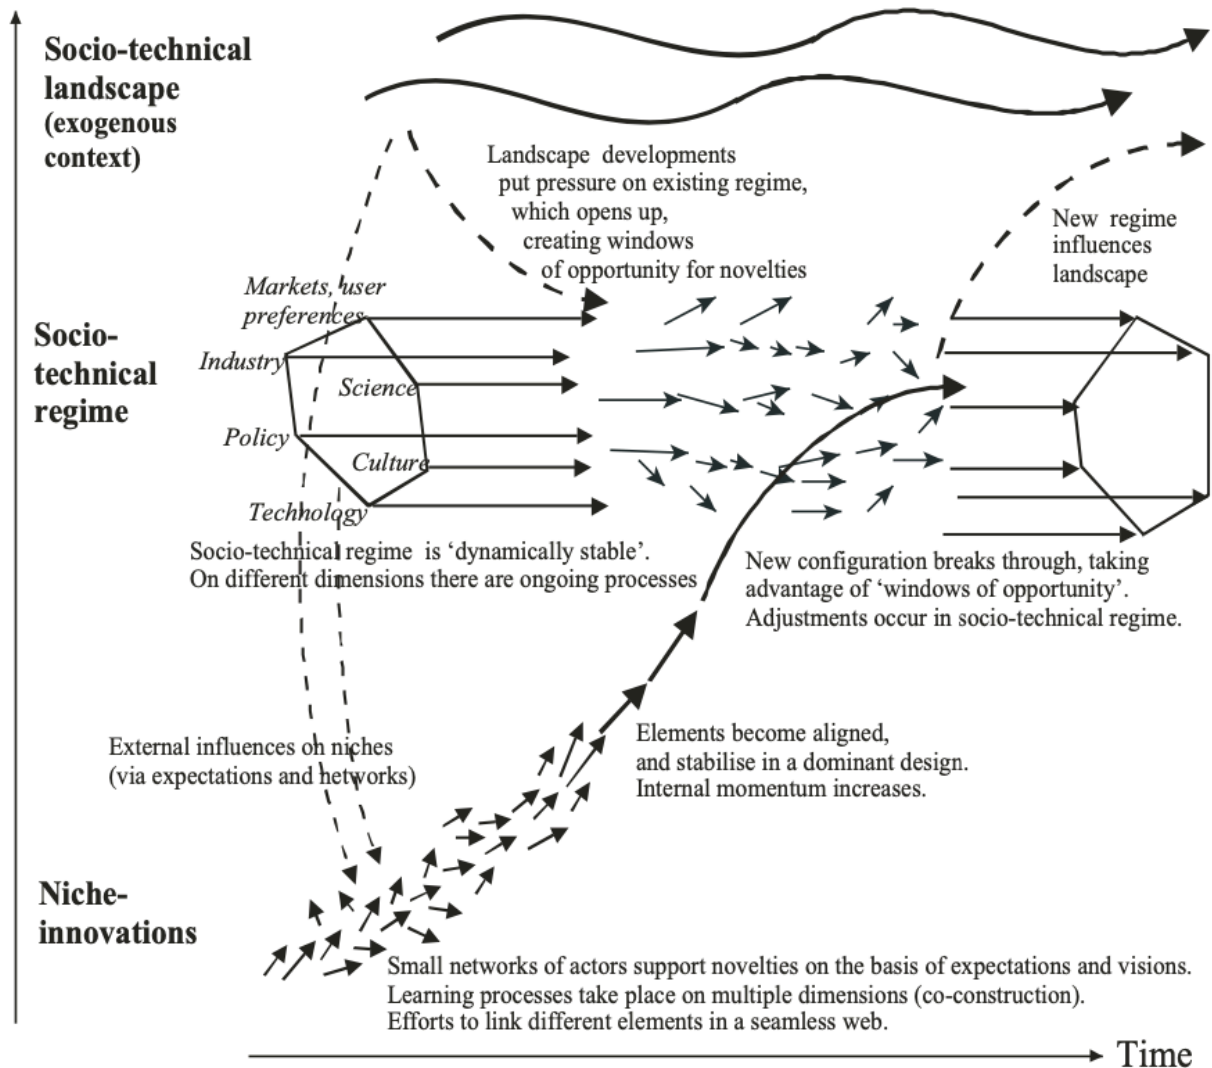 Socio-technical
landscape
(exogenous
context)
Landscape developments
put pressure on existing regime,
which opens up,
creating windows
of opportunity for novelties
New regime
influences
landscape
Socio-
technical
regime
Markets, user
preferences
Industry
Science
Policy
Culture
Technology
Socio-technical regime is ‘dynamically stable’.
On different dimensions there are ongoing processes
New configuration breaks through, taking
advantage of ‘windows of opportunity’.
Adjustments occur in socio-technical regime.
External influences on niches
(via expectations and networks)
Elements become aligned,
and stabilise in a dominant design.
Internal momentum increases.
Niche-
innovations
Small networks of actors support novelties on the basis of expectations and visions.
Learning processes take place on multiple dimensions (co-construction).
Efforts to link different elements in a seamless web.
Time